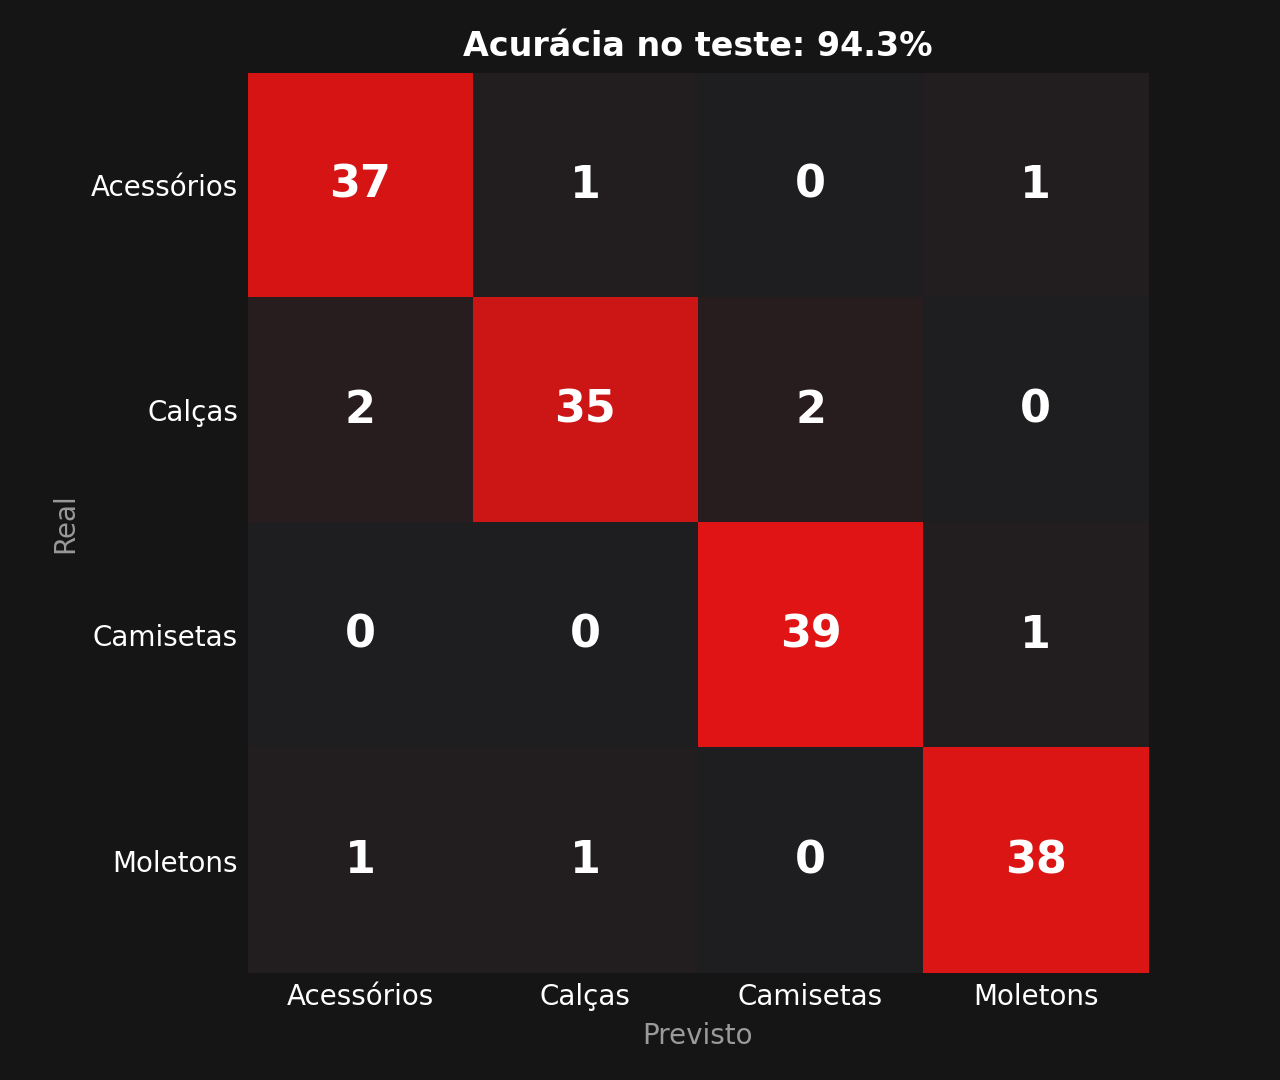 Acurácia no teste: 94.3%
Acessórios 37 1 0 1
Calças 2 35 2 0
Real
Camisetas 0 0 39 1
Moletons 1 1 0 38
Acessórios Calças Camisetas Moletons
Previsto